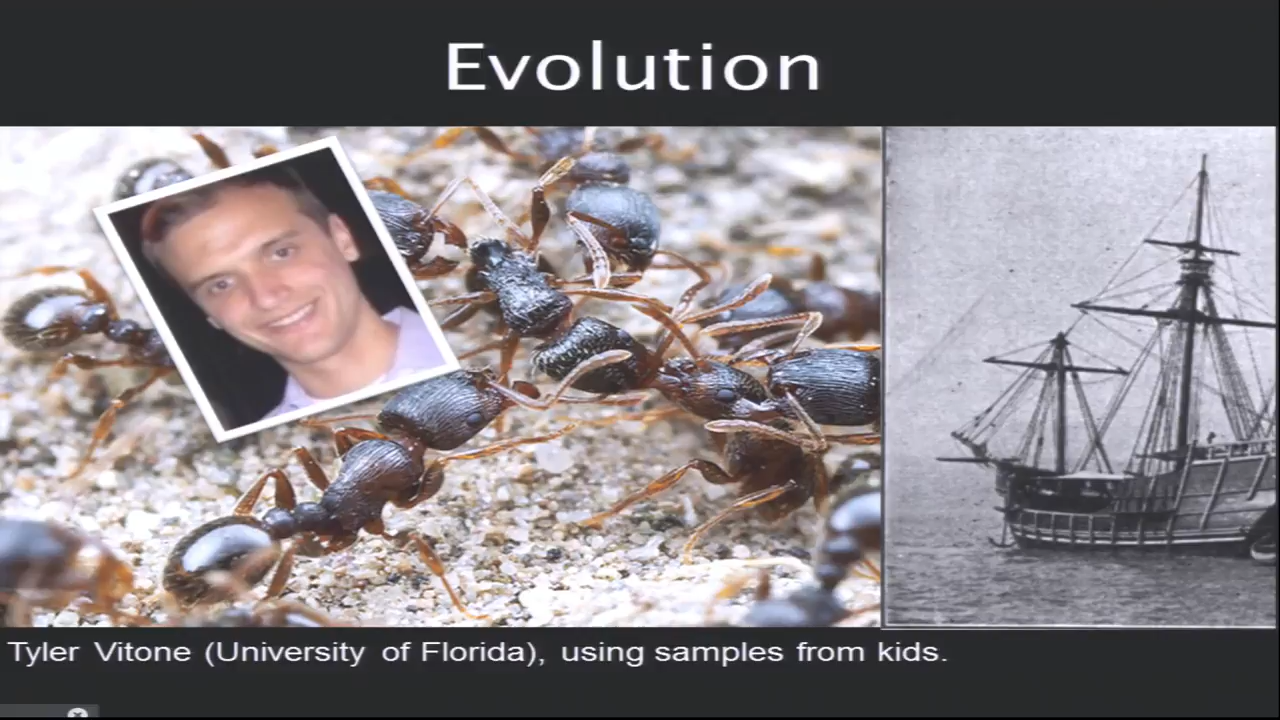 Evolution
Tyler Vitone (University of Florida), using samples from kids.